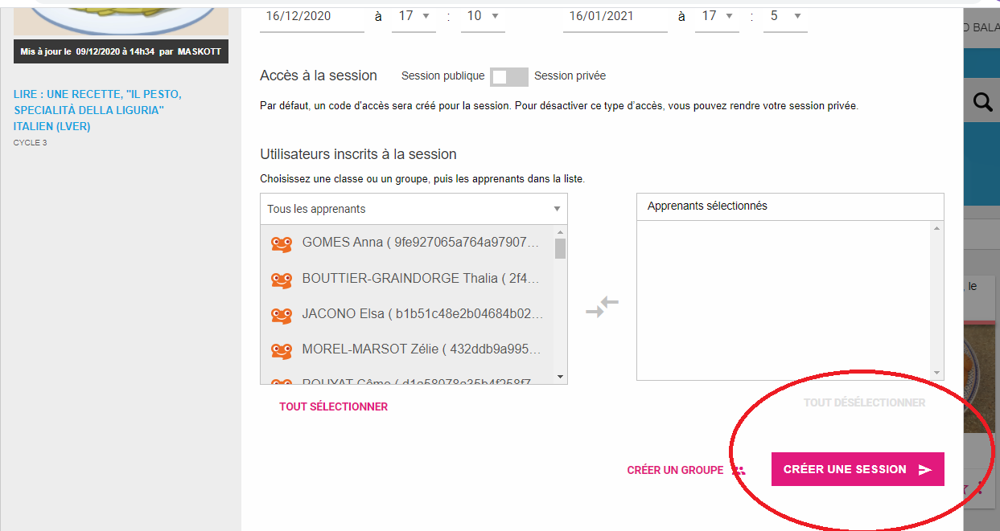 16/12/2020 à 17 : 10 16/01/2021 à 17 : 5
Mis à jour le 09/12/2020 à 14h34 par MASKOTT
LIRE : UNE RECETTE, "IL PESTO,
SPECIALITÀ DELLA LIGURIA"
ITALIEN (LVER)
CYCLE 3
Accès à la session Session publique Session privée
Par défaut, un code d'accès sera créé pour la session. Pour désactiver ce type d'accès, vous pouvez rendre votre session privée.
Utilisateurs inscrits à la session
Choisissez une classe ou un groupe, puis les apprenants dans la liste.
Tous les apprenants
GOMES Anna ( 9fe927065a764a97907...
BOUTTIER-GRAINDORGE Thalia ( 2f4...
JACONO Elsa ( b1b51c48e2b04684b02...
MOREL-MARSOT Zélie ( 432ddb9a995...
TOUT SÉLECTIONNER
Apprenants sélectionnés
TOUT DÉSÉLECTIONNER
CRÉER UN GROUPE
CRÉER UNE SESSION
BALA
, le